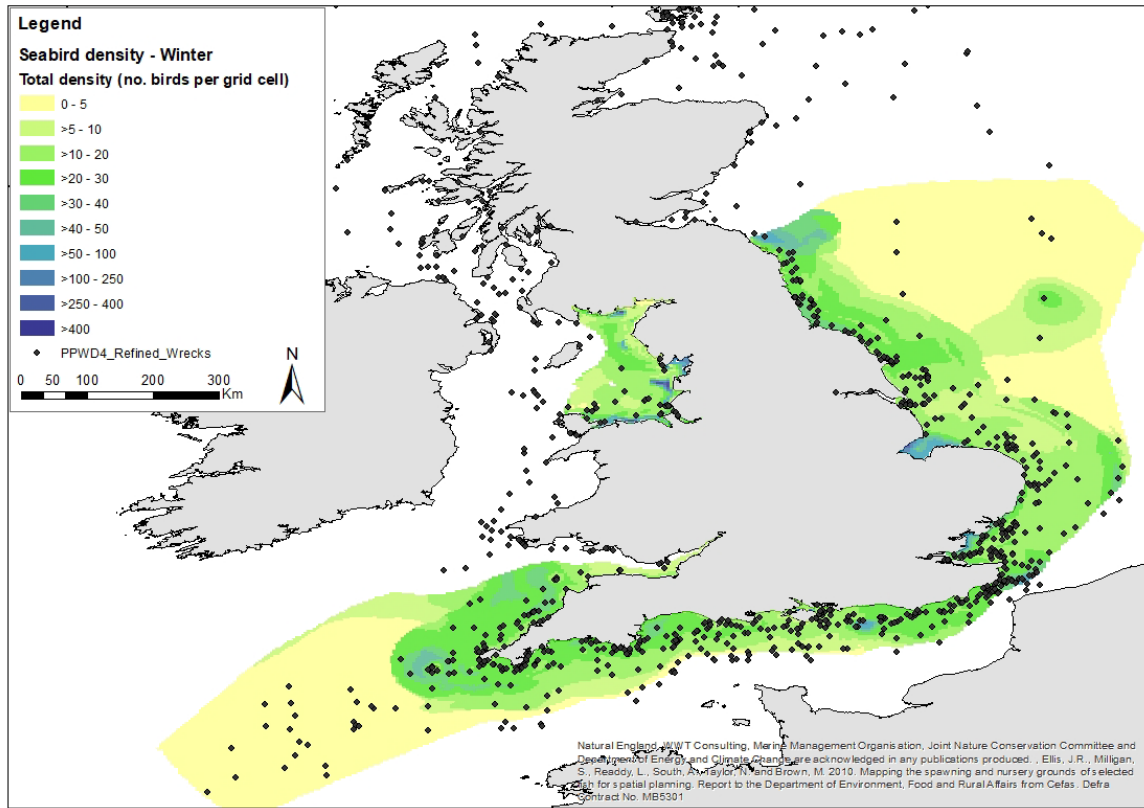 Legend
Seabird density - Winter
Total density (no. birds per grid cell)
0 - 5
>5 - 10
>10 - 20
>20 - 30
>30 - 40
>40 - 50
>50 - 100
>100 - 250
>250 - 400
>400
PPWD4_Refined_Wrecks
N
0 50 100 200 300
Km
Natural England, WWT Consulting, Marine Management Organisation, Joint Nature Conservation Committee and
Department of Energy and Climate Change are acknowledged in any publications produced. , Ellis, J.R., Milligan,
S., Readdy, L., South, A., Taylor, N. and Brown, M. 2010. Mapping the spawning and nursery grounds of selected
fish for spatial planning. Report to the Department of Environment, Food and Rural Affairs from Cefas. Defra
Contract No. MB5301